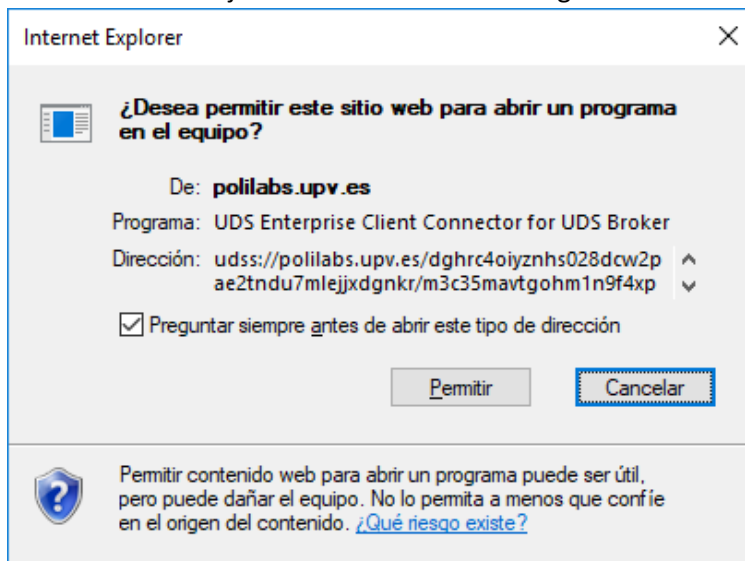 Internet Explorer
¿Desea permitir este sitio web para abrir un programa
en el equipo?
De: polilabs.upv.es
Programa: UDS Enterprise Client Connector for UDS Broker
Dirección: udss://polilabs.upv.es/dghrc4oiyznhs028dcw2p
ae2tndu7mlejjxdgnkr/m3c35mavtgohm1n9f4xp
Preguntar siempre antes de abrir este tipo de dirección
Permitir Cancelar
Permitir contenido web para abrir un programa puede ser útil,
pero puede dañar el equipo. No lo permita a menos que confíe
en el origen del contenido. ¿Qué riesgo existe?